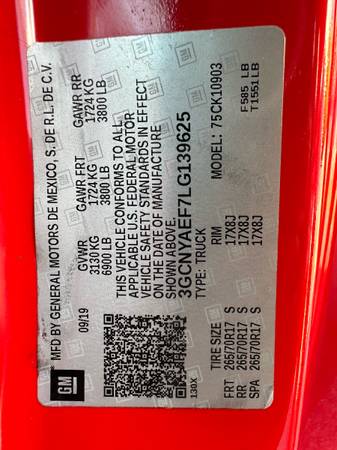 GM
MFD BY GENERAL MOTORS DE MEXICO, S. DE R.L. DE C.V.
09/19
GVWR GAWR FRT GAWR RR
3130KG 1724 KG 1724 KG
6900 LB 3800 LB 3800 LB
THIS VEHICLE CONFORMS TO ALL
APPLICABLE U.S. FEDERAL MOTOR
VEHICLE SAFETY STANDARDS IN EFFECT
ON THE DATE OF MANUFACTURE
SHOWN ABOVE.
3GCNYAEF7LG139625
TYPE: TRUCK MODEL: 75CK10903
130X
TIRE SIZE RIM
FRT 265/70R17 S 17X8J
RR 265/70R17 S 17X8J F585 LB
SPA 265/70R17 S 17X8J T1551LB